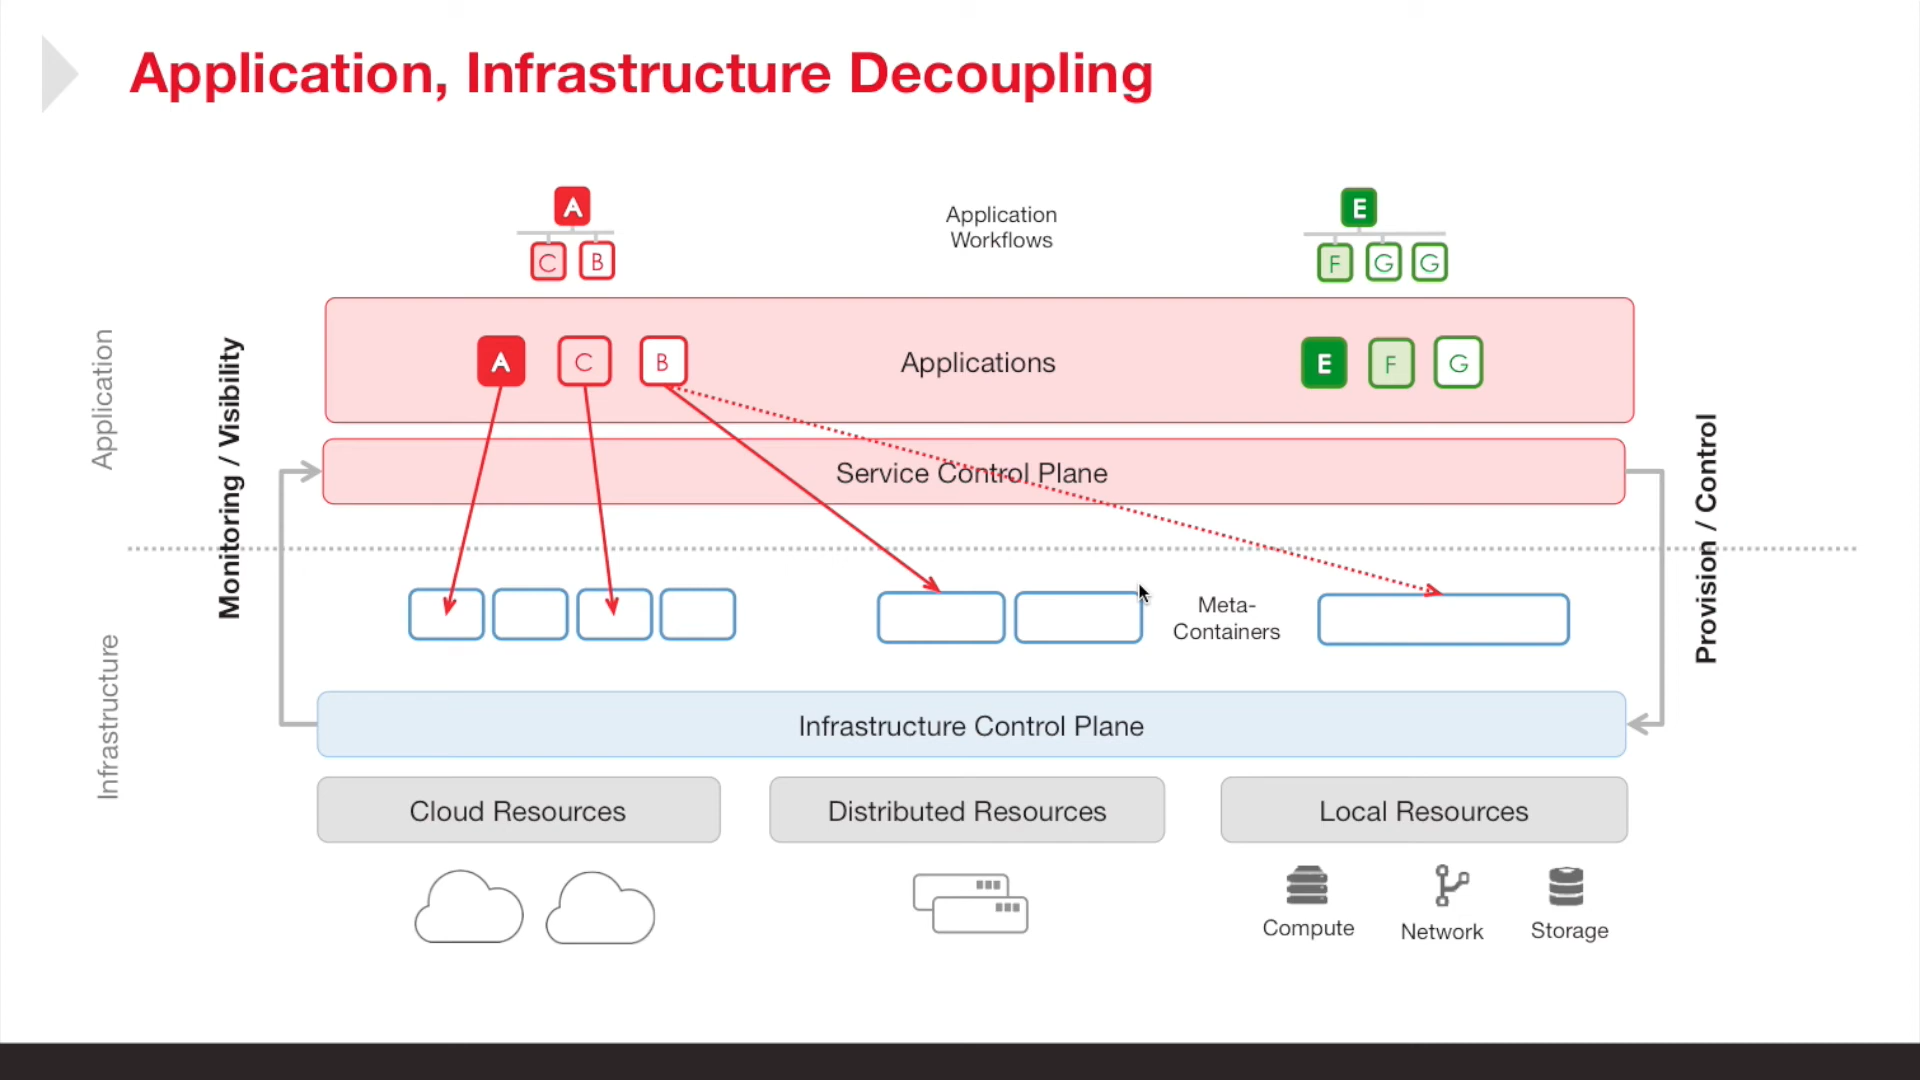 Application, Infrastructure Decoupling
A
C B
Application
Workflows
E
F G G
Application
Monitoring / Visibility
A C B
Applications
E F G
Service Control Plane
Provision / Control
Infrastructure
Meta-
Containers
Infrastructure Control Plane
Cloud Resources
Distributed Resources
Local Resources
Compute
Network
Storage